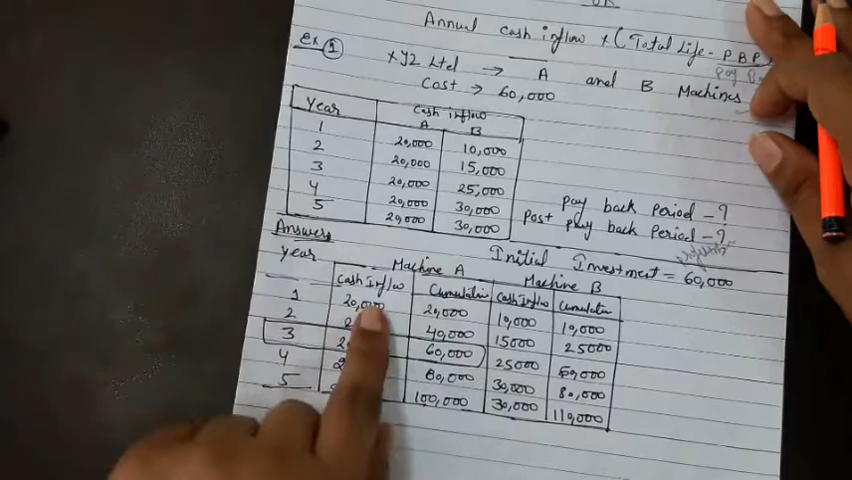 Annual cash inflow x (Total life - PBP)
Pay
ex 1
XYZ Ltd → A and B Machines
Cost → 60,000
Year Cash inflow
A B
1 20,000 10,000
2 20,000 15,000
3 20,000 25,000
4 20,000 30,000
5 20,000 30,000
pay back period - ?
Post pay back Period - ?
Answers
Initial Investment = 60,000
year Machine A Machine B
Cash Inflow Cumulative Cash Inflow Cumulative
1 20,000 20,000 10,000 10,000
2 40,000 15000 25000
3 60,000 25000 50,000
4 80,000 30,000 80,000
5 100,000 30,000 110,000